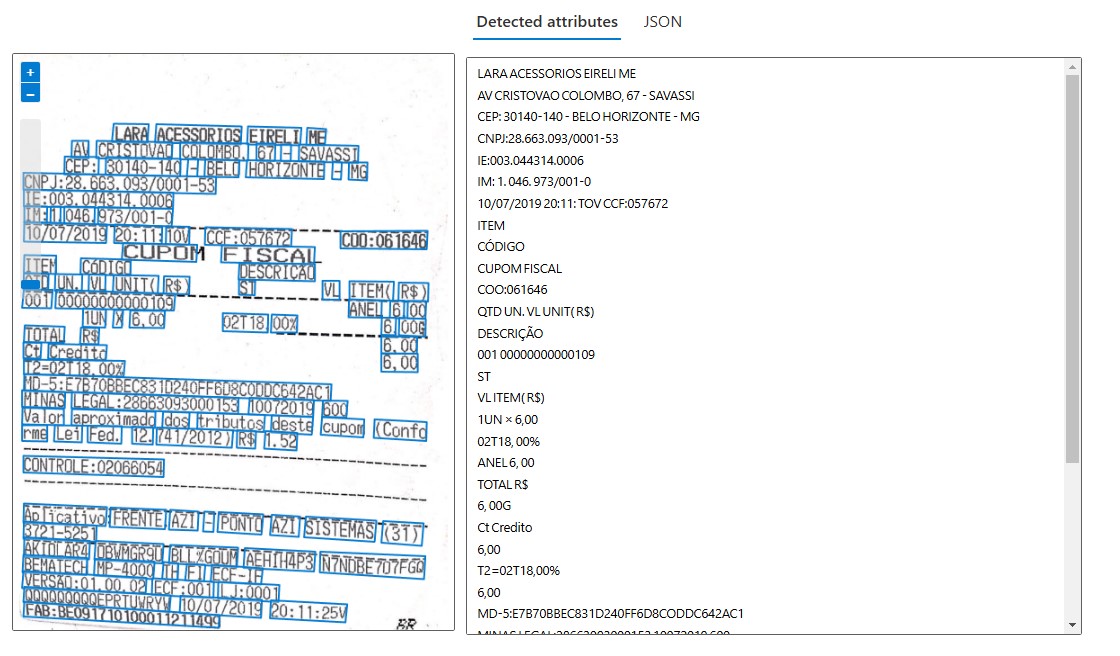 Detected attributes
JSON
+
−
LARA ACESSORIOS EIRELI ME
AV CRISTOVAO COLOMBO, 67 - SAVASSI
CEP: 30140-140 - BELO HORIZONTE - MG
CNPJ:28.663.093/0001-53
IE:003.044314.0006
IM:1.046.973/001-0
10/07/2019 20:11:10V CCF:057672 COO:061646
CUPOM FISCAL
ITEM CÓDIGO DESCRIÇÃO
QTD UN. VL UNIT( R$) ST VL ITEM( R$)
001 00000000000109 ANEL 6,00
1UN X 6,00 02T18,00% 6,00G
TOTAL R$ 6,00
Ct Credito 6,00
T2=02T18,00%
MD-5:E7B70BBEC831D240FF6D8CODDC642AC1
MINAS LEGAL:28663093000153 10072019 600
Valor aproximado dos tributos deste cupom (Confo
rme Lei Fed. 12.741/2012) R$ 1.52
CONTROLE:02066054
Aplicativo:FRENTE AZI - PONTO AZI SISTEMAS (31)
3721-5251
BEMATECH MP-4000 TH FI ECF-IF
VERSÃO:01.00.02 ECF:001 LJ:0001
QQQQQQQQQEPRTUWRYW 10/07/2019 20:11:25V
FAB:BE091710100011211499
BR
LARA ACESSORIOS EIRELI ME
AV CRISTOVAO COLOMBO, 67 - SAVASSI
CEP: 30140-140 - BELO HORIZONTE - MG
CNPJ:28.663.093/0001-53
IE:003.044314.0006
IM: 1. 046. 973/001-0
10/07/2019 20:11: TOV CCF:057672
ITEM
CÓDIGO
CUPOM FISCAL
COO:061646
QTD UN. VL UNIT( R$)
DESCRIÇÃO
001 00000000000109
ST
VL ITEM( R$)
1UN × 6,00
02T18, 00%
ANEL 6, 00
TOTAL R$
6, 00G
Ct Credito
6,00
T2=02T18,00%
6,00
MD-5:E7B70BBEC831D240FF6D8CODDC642AC1
MINAS LEGAL:28663093000153 10072019 600